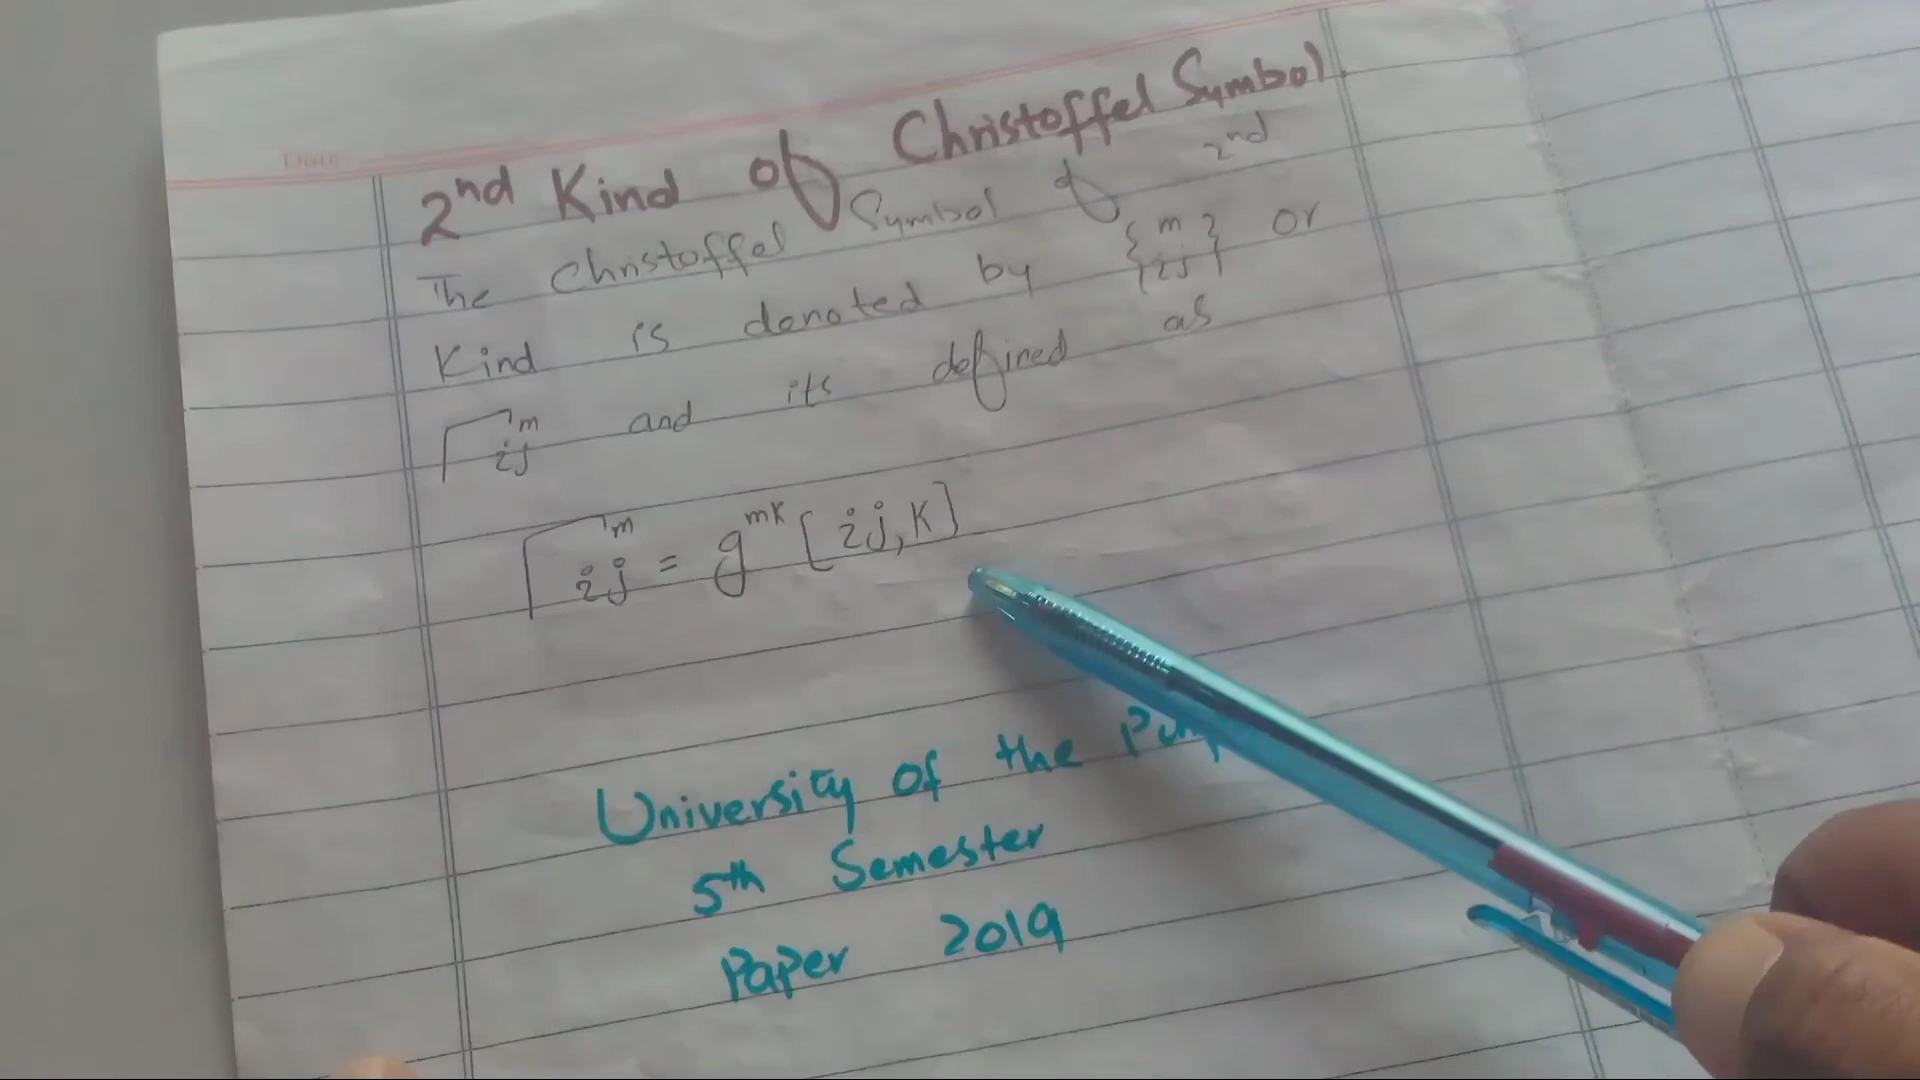 Date:
2nd Kind of Christoffel Symbol.
The Christoffel Symbol of 2nd
Kind is denoted by {m ij} or
Γ^m_ij and its defined as
Γ^m_ij = g^mK [ij,K]
University of the
5th Semester
Paper 2019